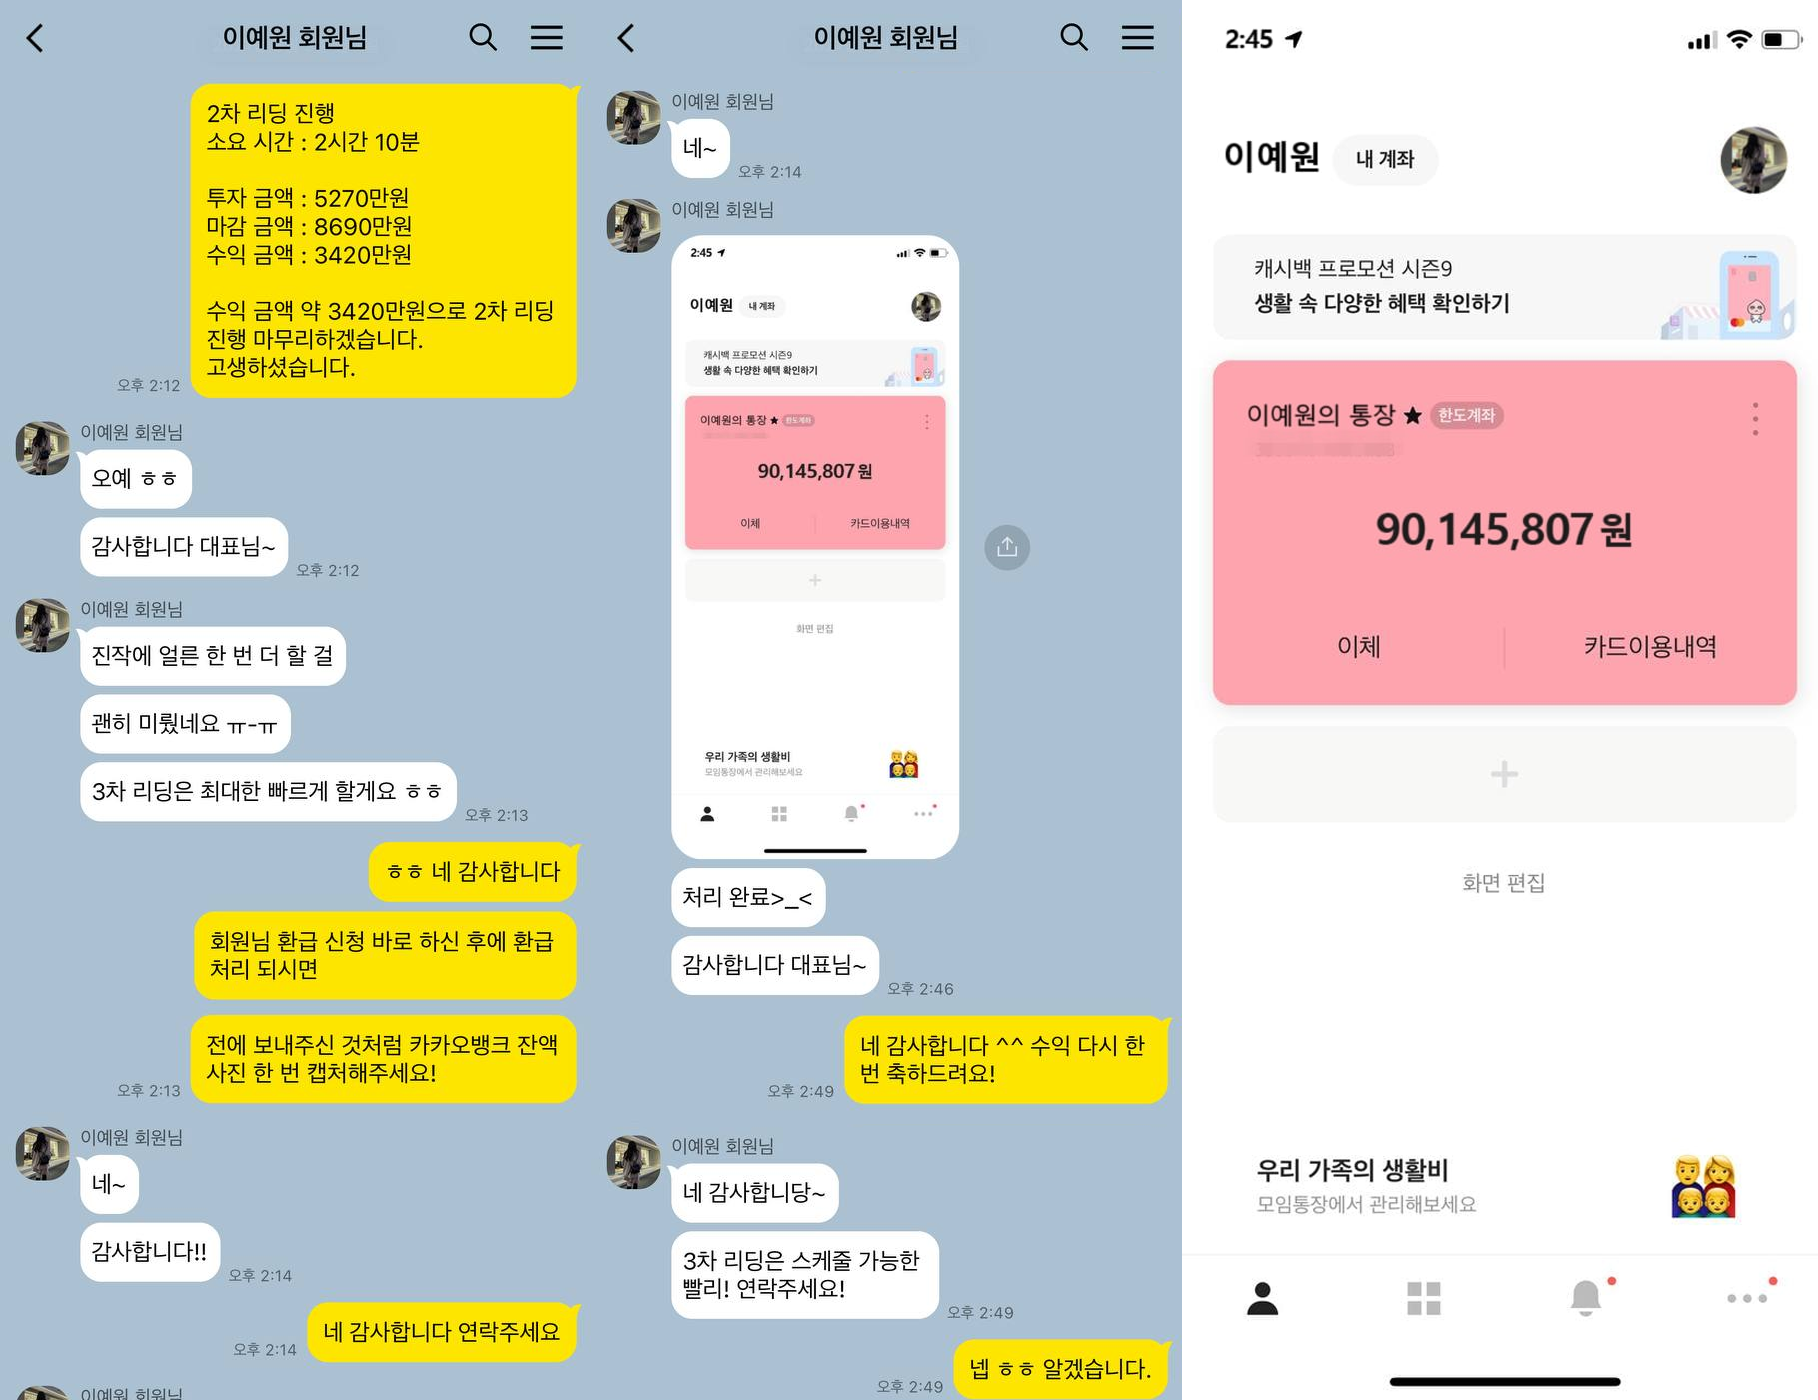 이예원 회원님
2차 리딩 진행
소요 시간 : 2시간 10분
투자 금액 : 5270만원
마감 금액 : 8690만원
수익 금액 : 3420만원
수익 금액 약 3420만원으로 2차 리딩
진행 마무리하겠습니다.
고생하셨습니다.
오후 2:12
이예원 회원님
오예 ㅎㅎ
감사합니다 대표님~
오후 2:12
이예원 회원님
진작에 얼른 한 번 더 할 걸
괜히 미뤘네요 ㅠ-ㅠ
3차 리딩은 최대한 빠르게 할게요 ㅎㅎ
오후 2:13
ㅎㅎ 네 감사합니다
회원님 환급 신청 바로 하신 후에 환급
처리 되시면
전에 보내주신 것처럼 카카오뱅크 잔액
사진 한 번 캡처해주세요!
오후 2:13
이예원 회원님
네~
감사합니다!!
오후 2:14
네 감사합니다 연락주세요
오후 2:14
이예원 회원님
이예원 회원님
이예원 회원님
네~
오후 2:14
이예원 회원님
2:45
이예원
내 계좌
캐시백 프로모션 시즌9
생활 속 다양한 혜택 확인하기
이예원의 통장 ★ 한도계좌
90,145,807원
이체
카드이용내역
화면 편집
우리 가족의 생활비
모임통장에서 관리해보세요
처리 완료>_<
감사합니다 대표님~
오후 2:46
네 감사합니다 ^^ 수익 다시 한
번 축하드려요!
오후 2:49
이예원 회원님
네 감사합니당~
3차 리딩은 스케줄 가능한
빨리! 연락주세요!
오후 2:49
넵 ㅎㅎ 알겠습니다.
오후 2:49
2:45
이예원
내 계좌
캐시백 프로모션 시즌9
생활 속 다양한 혜택 확인하기
이예원의 통장 ★ 한도계좌
90,145,807원
이체
카드이용내역
화면 편집
우리 가족의 생활비
모임통장에서 관리해보세요